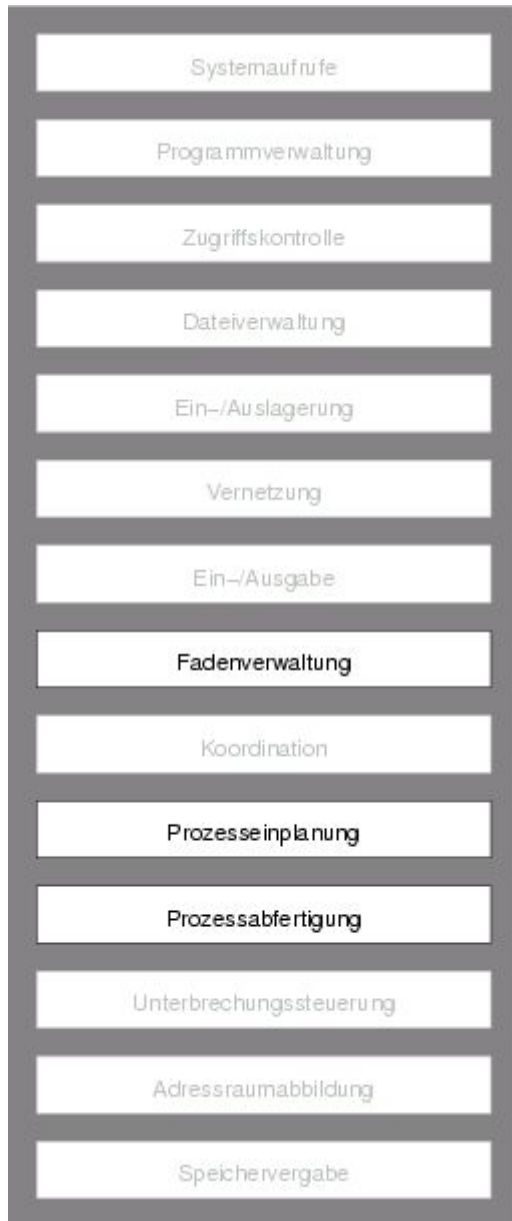 Systemaufrufe
Programmverwaltung
Zugriffskontrolle
Dateiverwaltung
Ein–/Auslagerung
Vernetzung
Ein–/Ausgabe
Fadenverwaltung
Koordination
Prozesseinplanung
Prozessabfertigung
Unterbrechungssteuerung
Adressraumabbildung
Speichervergabe